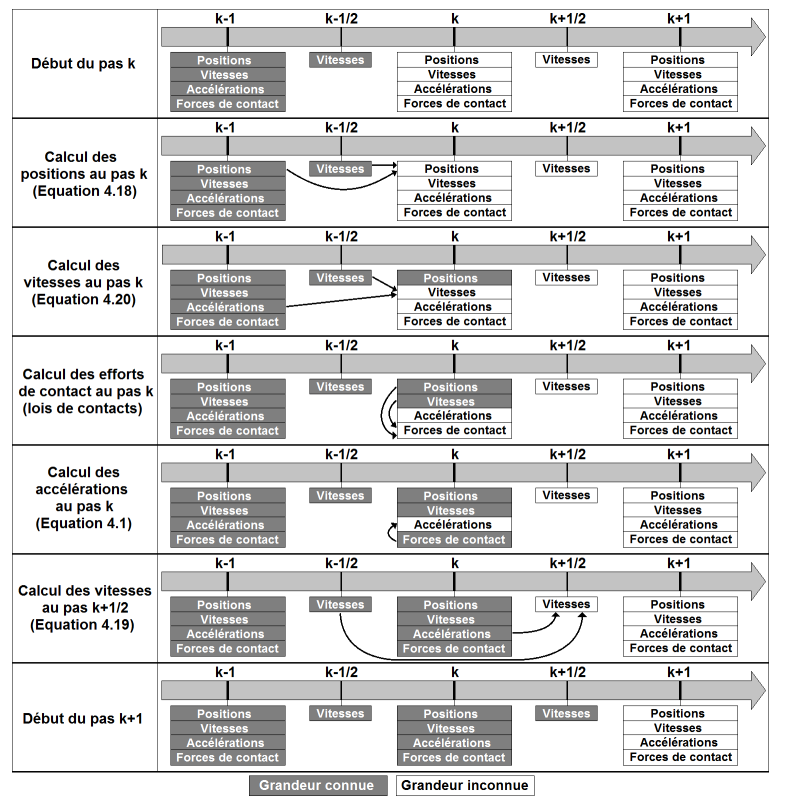 k-1 k-1/2 k k+1/2 k+1
Début du pas k
Positions Vitesses Positions Vitesses Positions
Vitesses Vitesses Vitesses
Accélérations Accélérations Accélérations
Forces de contact Forces de contact Forces de contact
k-1 k-1/2 k k+1/2 k+1
Calcul des
positions au pas k
(Equation 4.18)
Positions Vitesses Positions Vitesses Positions
Vitesses Vitesses Vitesses
Accélérations Accélérations Accélérations
Forces de contact Forces de contact Forces de contact
k-1 k-1/2 k k+1/2 k+1
Calcul des
vitesses au pas k
(Equation 4.20)
Positions Vitesses Positions Vitesses Positions
Vitesses Vitesses Vitesses
Accélérations Accélérations Accélérations
Forces de contact Forces de contact Forces de contact
k-1 k-1/2 k k+1/2 k+1
Calcul des efforts
de contact au pas k
(lois de contacts)
Positions Vitesses Positions Vitesses Positions
Vitesses Vitesses Vitesses
Accélérations Accélérations Accélérations
Forces de contact Forces de contact Forces de contact
k-1 k-1/2 k k+1/2 k+1
Calcul des
accélérations
au pas k
(Equation 4.1)
Positions Vitesses Positions Vitesses Positions
Vitesses Vitesses Vitesses
Accélérations Accélérations Accélérations
Forces de contact Forces de contact Forces de contact
k-1 k-1/2 k k+1/2 k+1
Calcul des vitesses
au pas k+1/2
(Equation 4.19)
Positions Vitesses Positions Vitesses Positions
Vitesses Vitesses Vitesses
Accélérations Accélérations Accélérations
Forces de contact Forces de contact Forces de contact
k-1 k-1/2 k k+1/2 k+1
Début du pas k+1
Positions Vitesses Positions Vitesses Positions
Vitesses Vitesses Vitesses
Accélérations Accélérations Accélérations
Forces de contact Forces de contact Forces de contact
Grandeur connue Grandeur inconnue